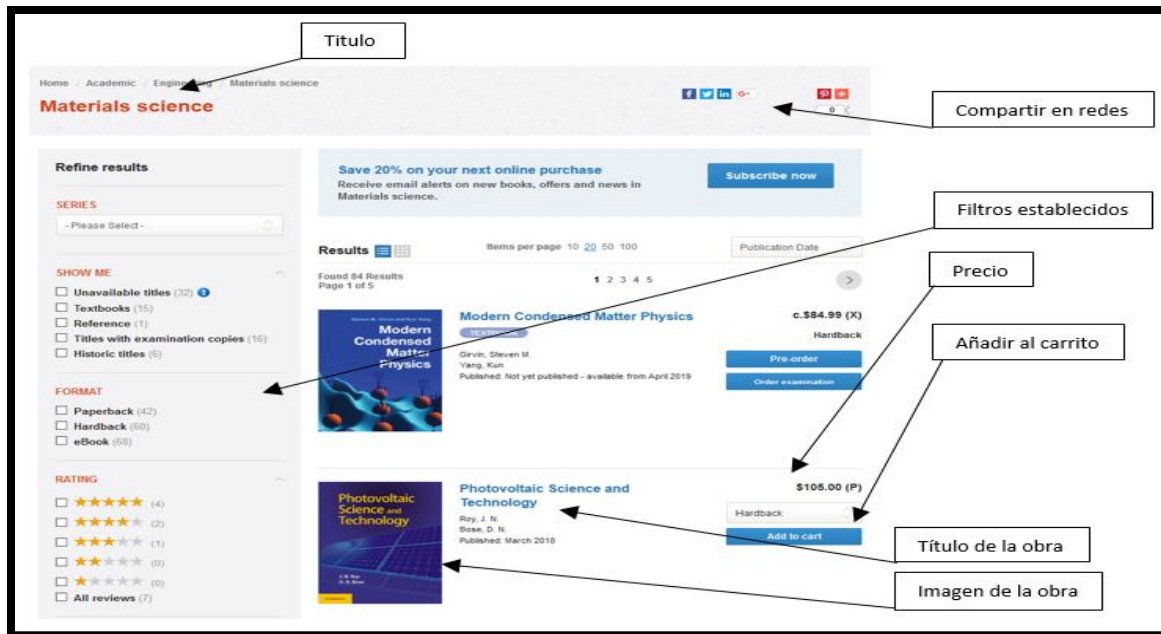 Titulo
Home / Academic / Engineering / Materials science
Materials science
0
Compartir en redes
Refine results
SERIES
- Please Select -
SHOW ME
Unavailable titles (32)
Textbooks (15)
Reference (1)
Titles with examination copies (16)
Historic titles (6)
FORMAT
Paperback (42)
Hardback (60)
eBook (68)
RATING
(4)
(2)
(1)
(0)
(0)
All reviews (7)
Save 20% on your next online purchase
Receive email alerts on new books, offers and news in
Materials science.
Subscribe now
Filtros establecidos
Results
Items per page 10 20 50 100
Publication Date
Found 84 Results
Page 1 of 5
1 2 3 4 5
Precio
Modern
Condensed
Matter
Physics
Modern Condensed Matter Physics
TEXTBOOK
Girvin, Steven M.
Yang, Kun
Published: Not yet published - available from April 2019
c.$84.99 (X)
Hardback
Pre-order
Order examination
Añadir al carrito
Photovoltaic
Science and
Technology
Photovoltaic Science and
Technology
Roy, J. N.
Bose, D. N.
Published: March 2018
$105.00 (P)
Hardback
Add to cart
Título de la obra
Imagen de la obra